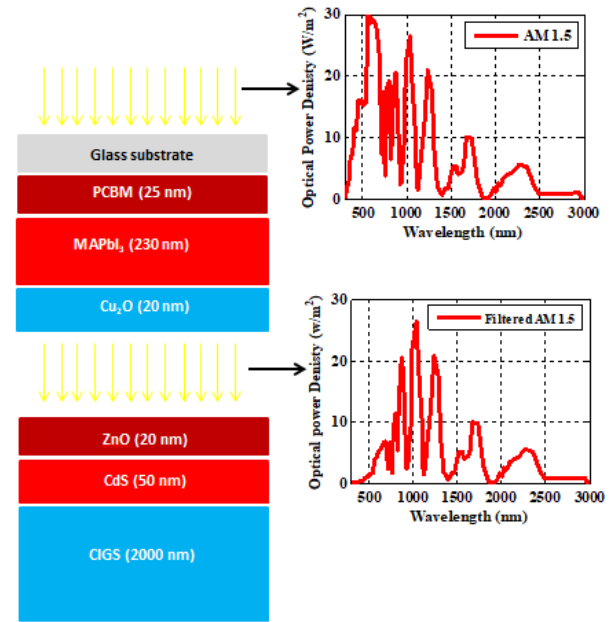 Glass substrate
PCBM (25 nm)
MAPbI₃ (230 nm)
Cu₂O (20 nm)
Optical Power Denisty (W/m²)
30
20
10
0
AM 1.5
500 1000 1500 2000 2500 3000
Wavelength (nm)
ZnO (20 nm)
CdS (50 nm)
CIGS (2000 nm)
Optical power Denisty (w/m²)
30
20
10
0
Filtered AM 1.5
500 1000 1500 2000 2500 3000
Wavelength (nm)